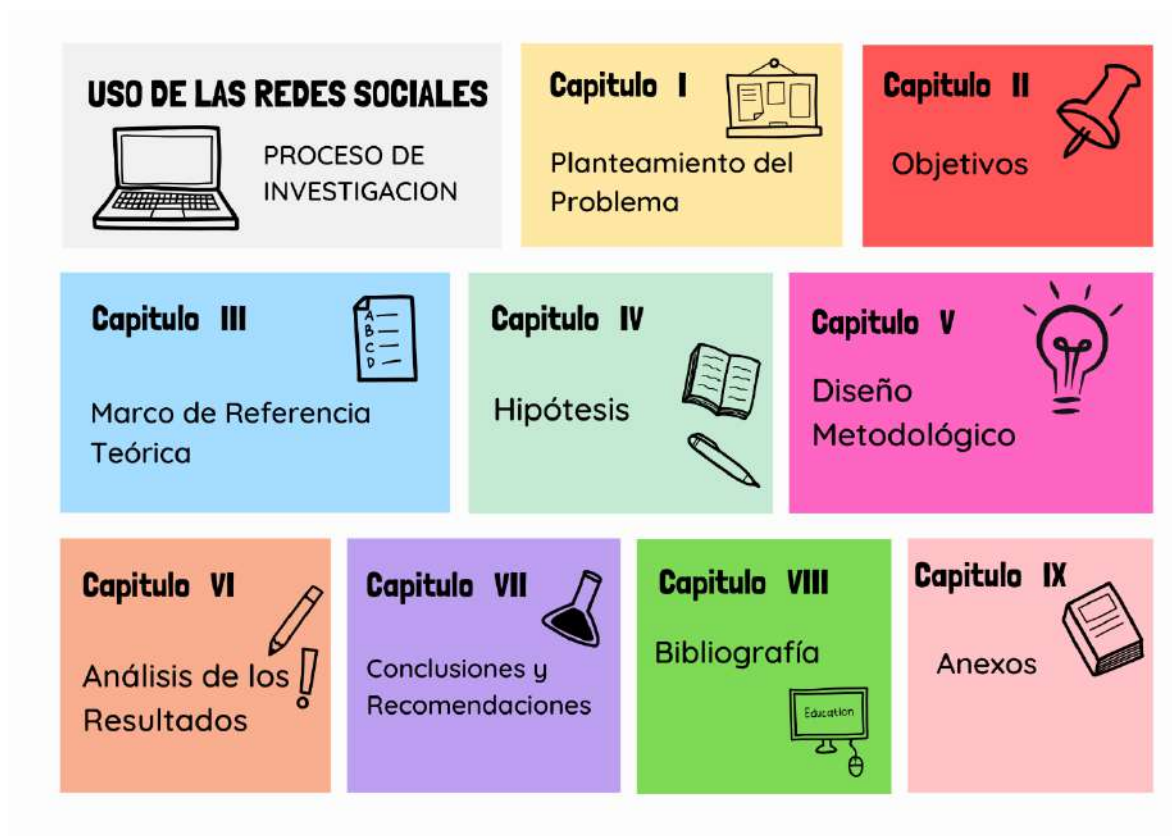 USO DE LAS REDES SOCIALES
PROCESO DE
INVESTIGACION
Capitulo I
Planteamiento del
Problema
Capitulo II
Objetivos
Capitulo III
A
B
C
D
Marco de Referencia
Teórica
Capitulo IV
Hipótesis
Capitulo V
Diseño
Metodológico
Capitulo VI
Análisis de los
Resultados
Capitulo VII
Conclusiones y
Recomendaciones
Capitulo VIII
Bibliografía
Education
Capitulo IX
Anexos